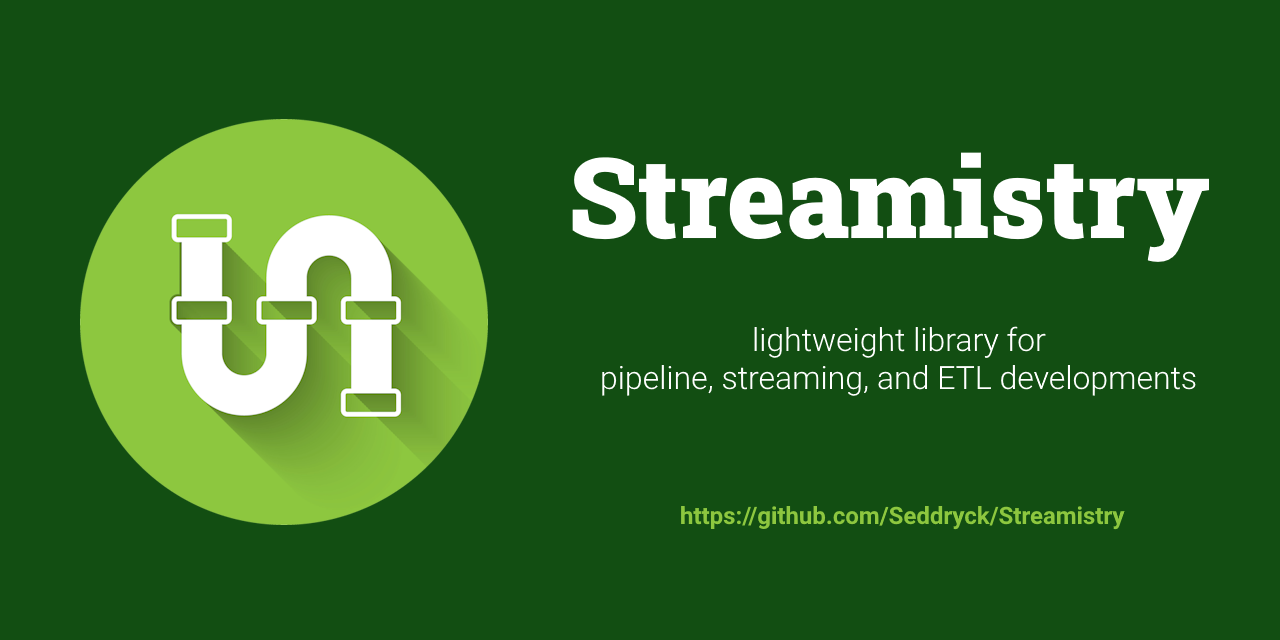 Streamistry
lightweight library for
pipeline, streaming, and ETL developments
https://github.com/Seddryck/Streamistry